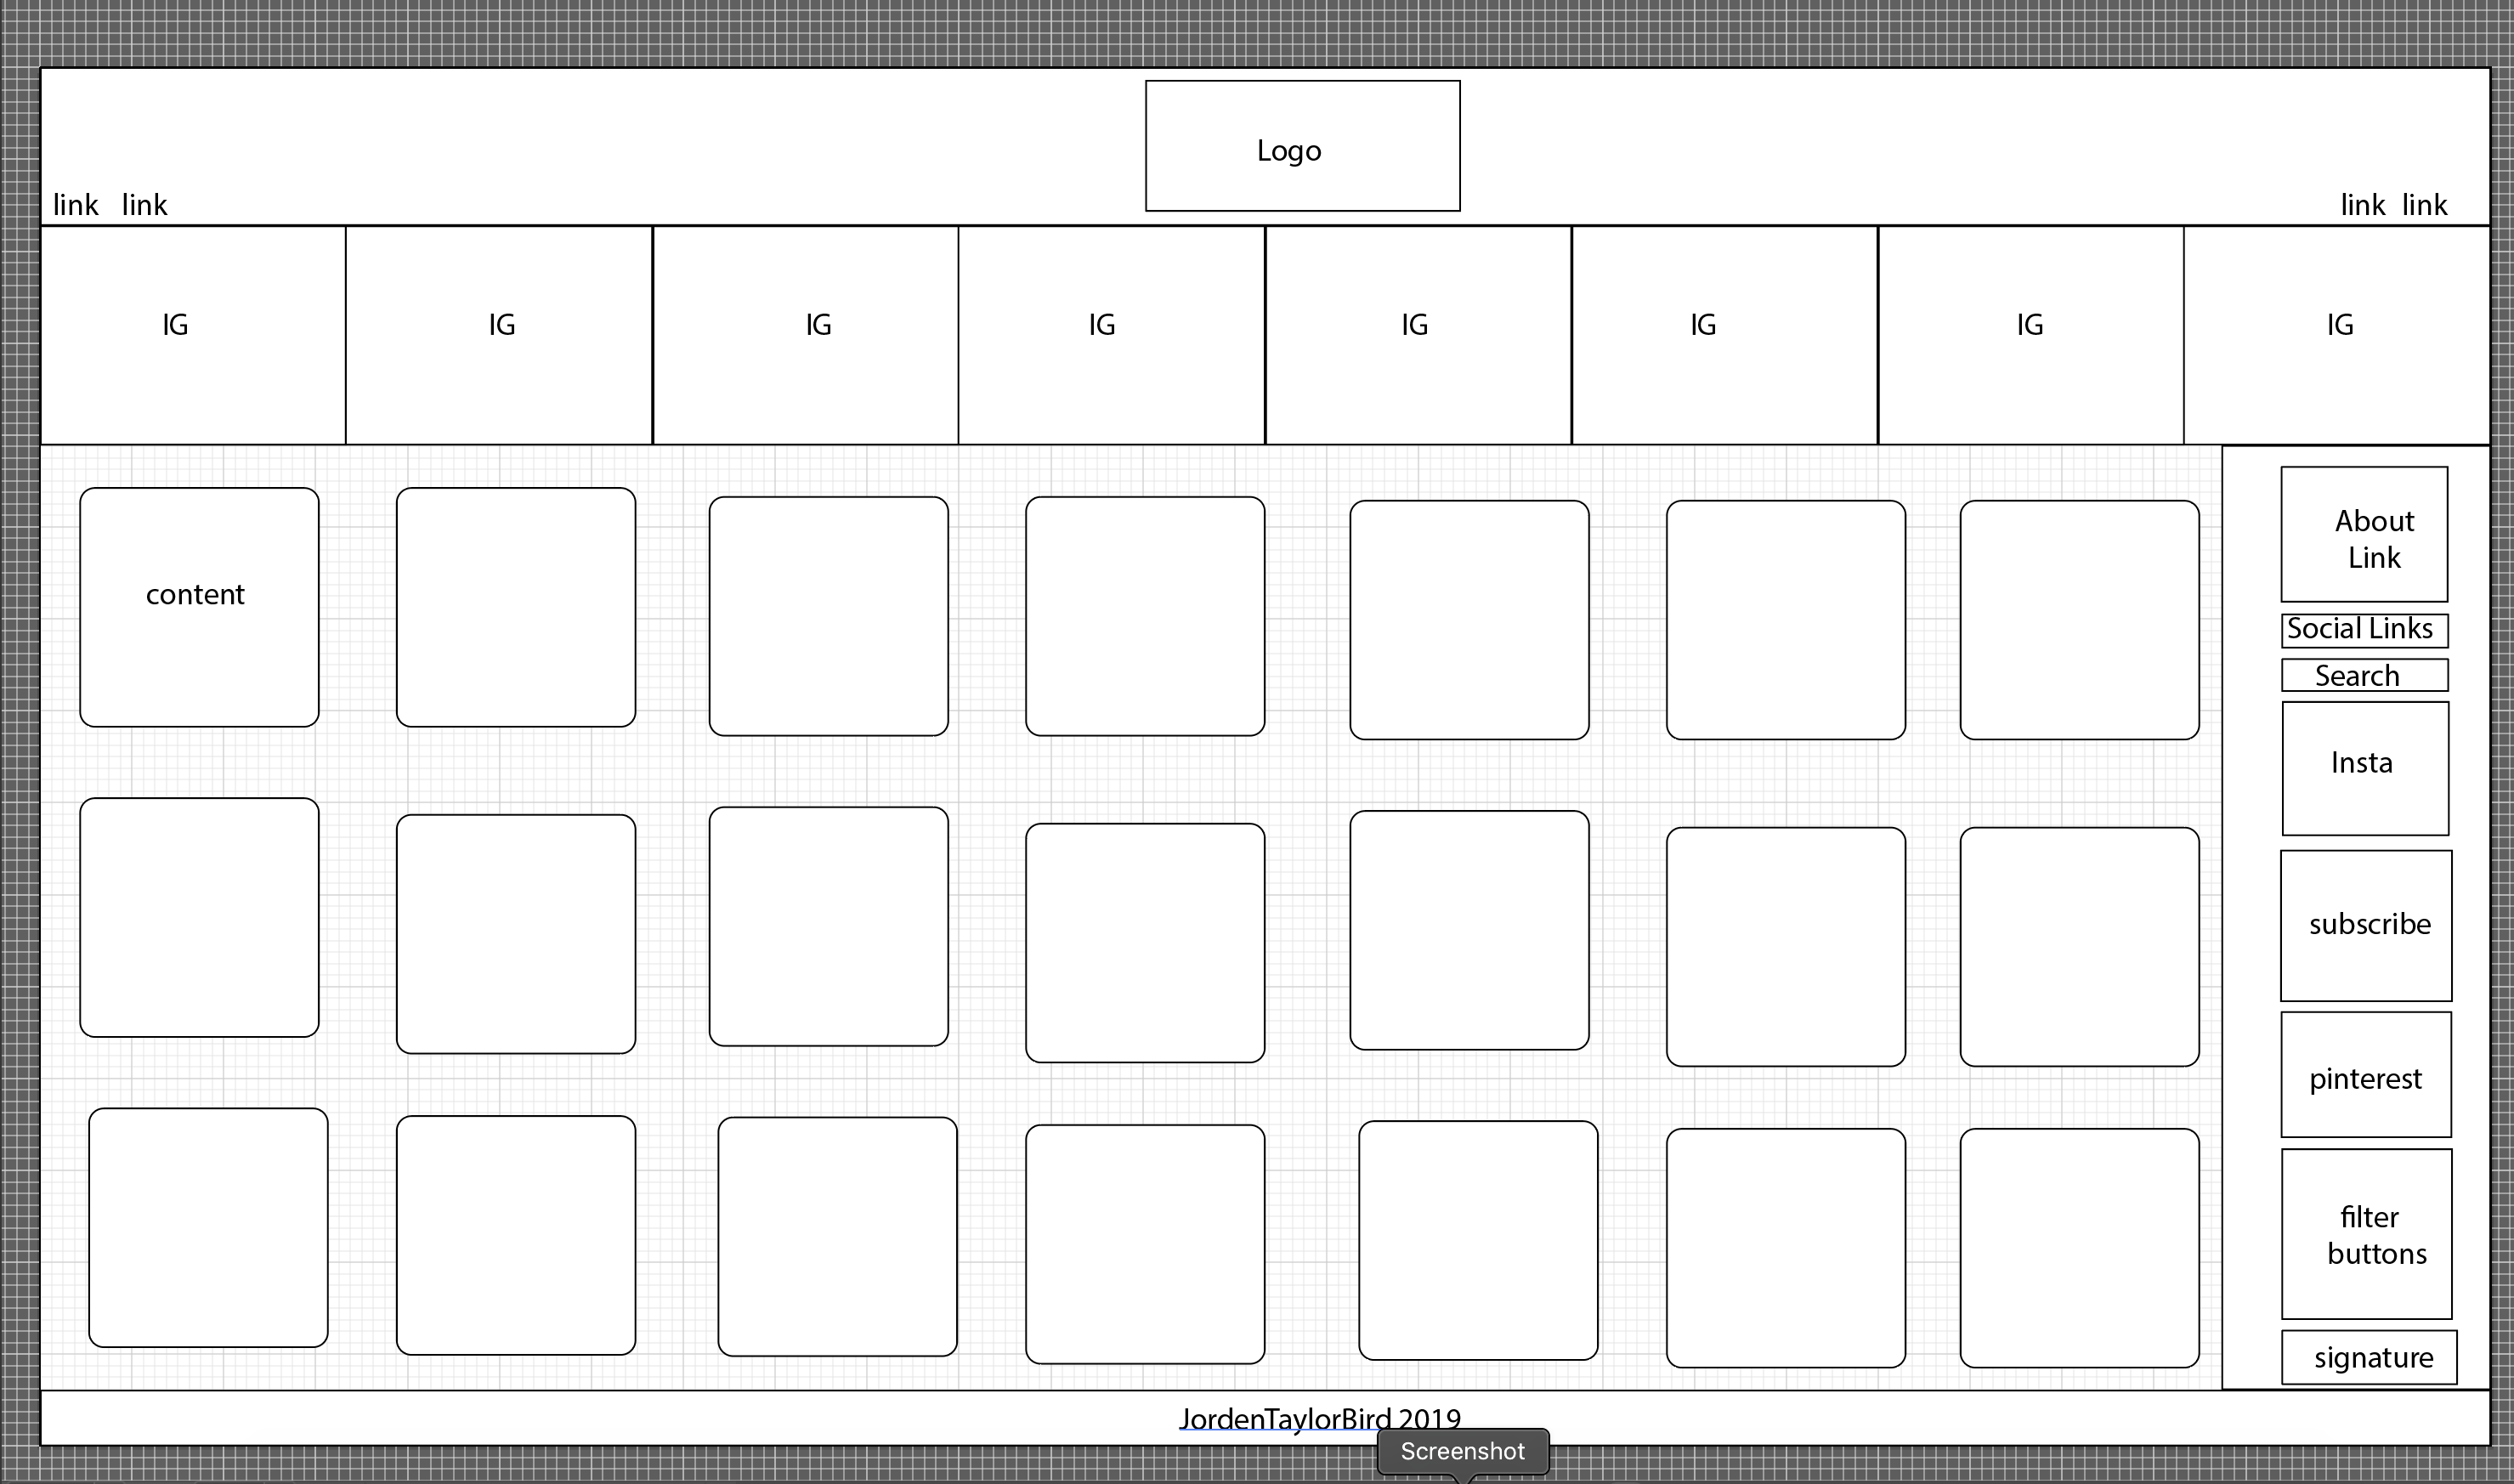 Logo
link link link link
IG IG IG IG IG IG IG IG
content
About
Link
Social Links
Search
Insta
subscribe
pinterest
filter
buttons
signature
JordenTaylorBird 2019
Screenshot